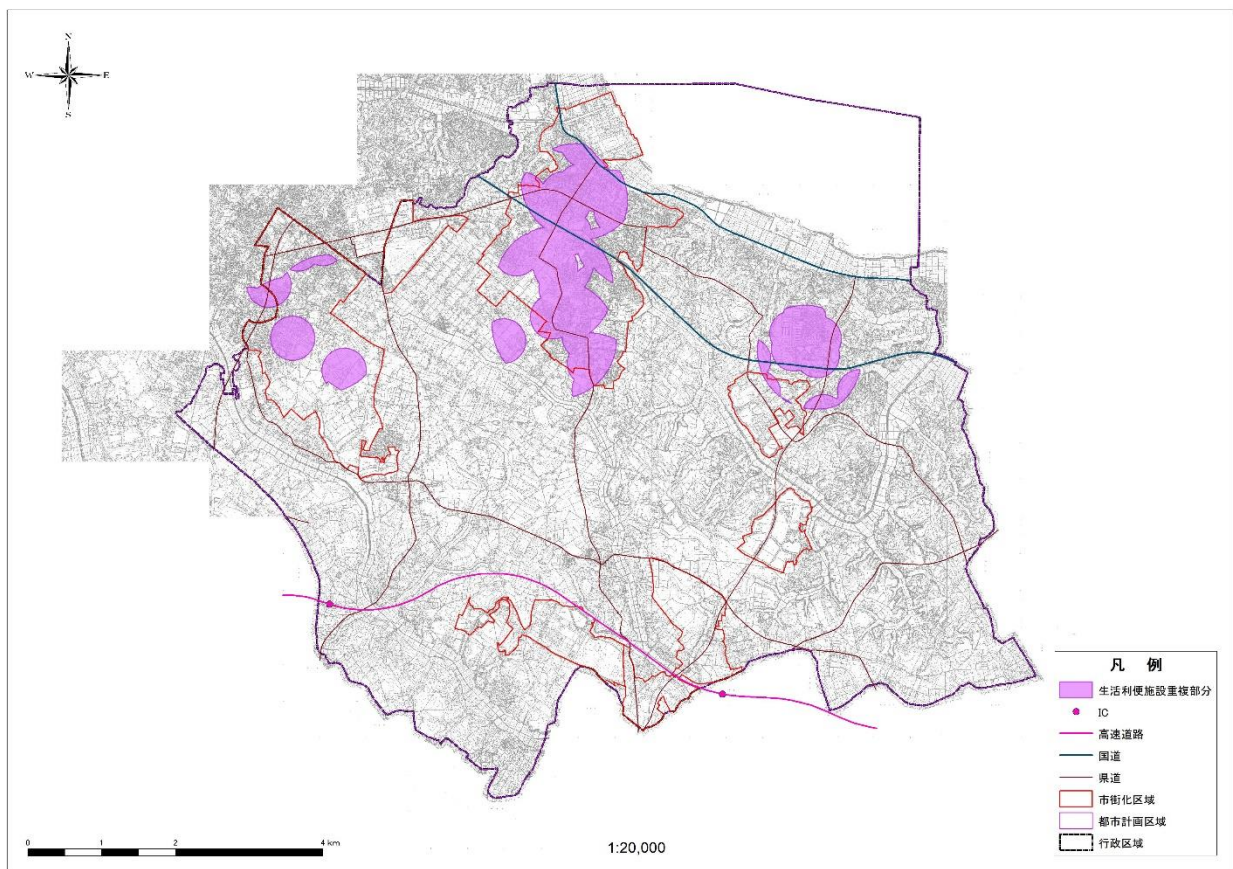 N
W E
S
凡 例
生活利便施設重複部分
IC
高速道路
国道
県道
市街化区域
都市計画区域
行政区域
0 1 2 4 km
1:20,000